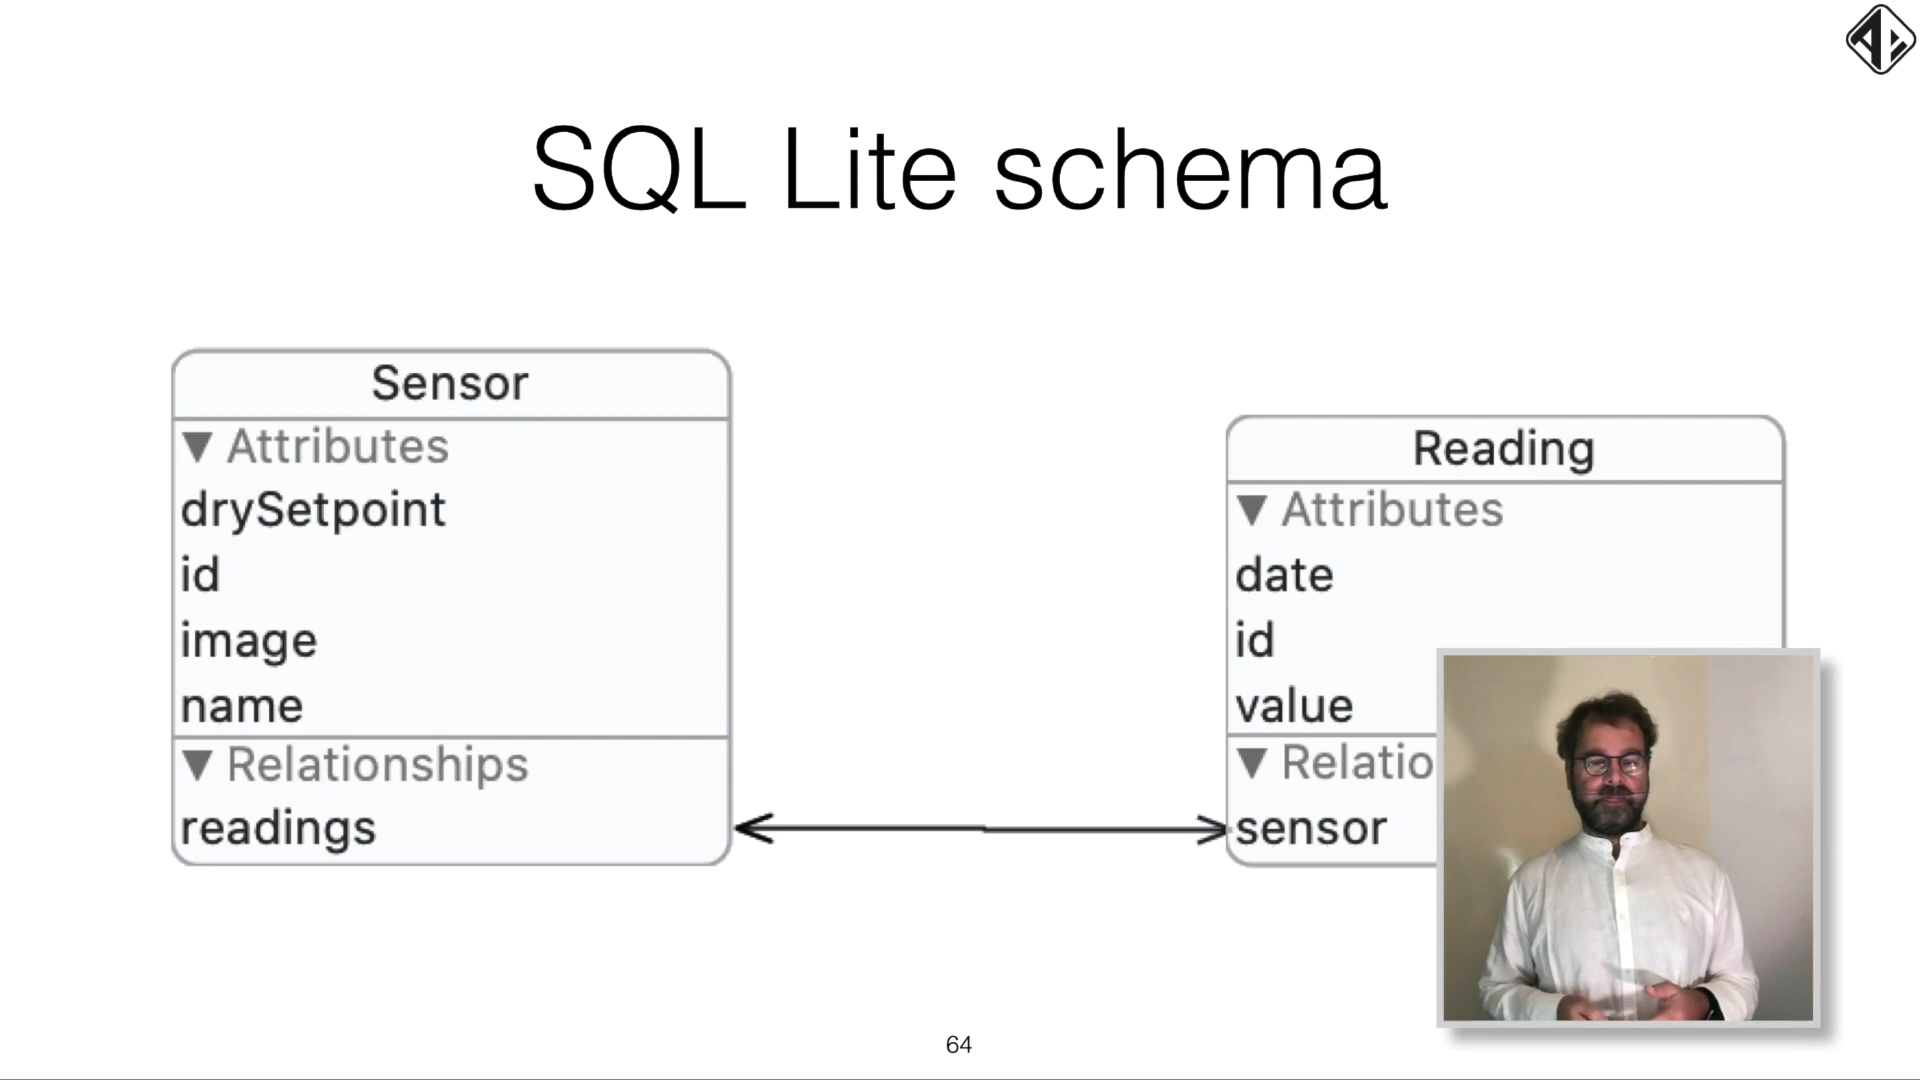 SQL Lite schema
Sensor
▼ Attributes
drySetpoint
id
image
name
▼ Relationships
readings
Reading
▼ Attributes
date
id
value
▼ Relatio
sensor
64